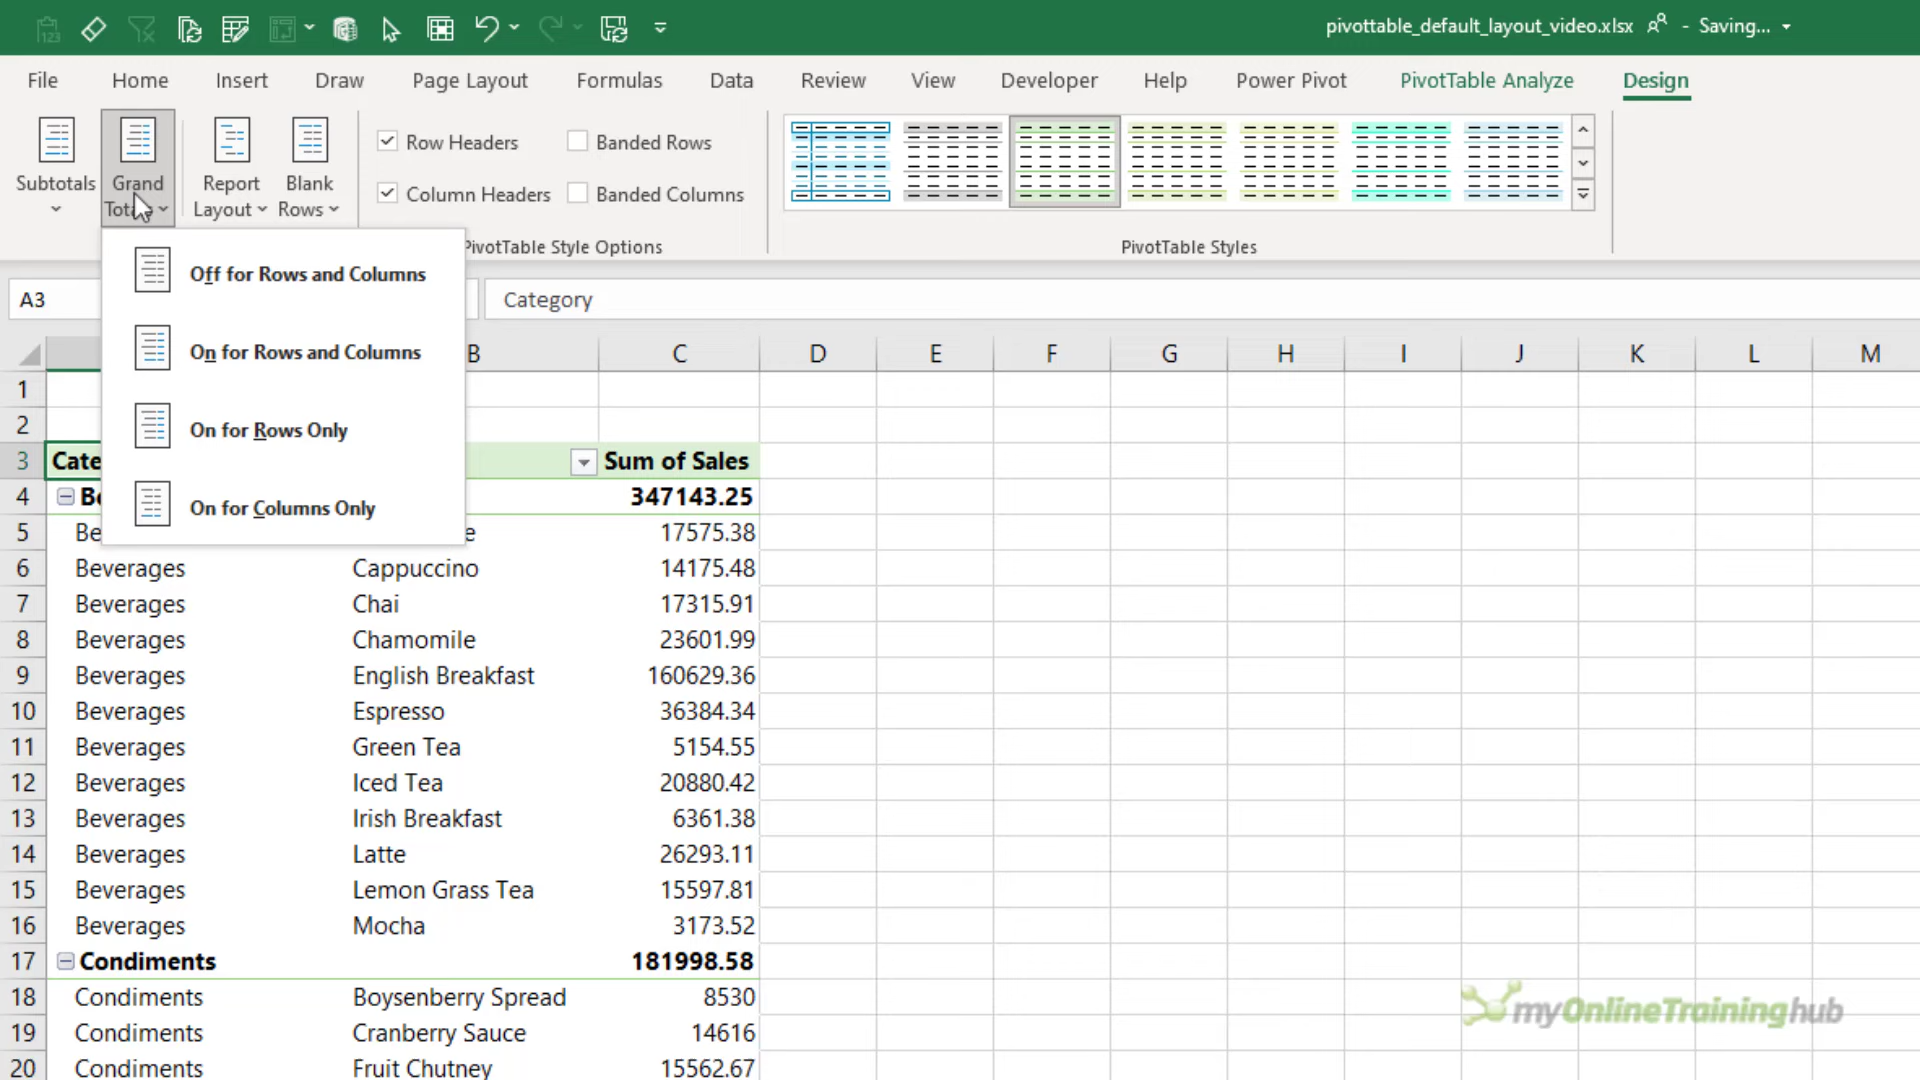 123
pivottable_default_layout_video.xlsx - Saving...
File Home Insert Draw Page Layout Formulas Data Review View Developer Help Power Pivot PivotTable Analyze Design
Subtotals
Grand
Report
Layout
Blank
Rows
Row Headers
Banded Rows
Column Headers
Banded Columns
PivotTable Style Options
PivotTable Styles
Off for Rows and Columns
On for Rows and Columns
On for Rows Only
On for Columns Only
A3
Category
B C D E F G H I J K L M
1
2
3 Sum of Sales
4 347143.25
5 17575.38
6 Beverages Cappuccino 14175.48
7 Beverages Chai 17315.91
8 Beverages Chamomile 23601.99
9 Beverages English Breakfast 160629.36
10 Beverages Espresso 36384.34
11 Beverages Green Tea 5154.55
12 Beverages Iced Tea 20880.42
13 Beverages Irish Breakfast 6361.38
14 Beverages Latte 26293.11
15 Beverages Lemon Grass Tea 15597.81
16 Beverages Mocha 3173.52
17 Condiments 181998.58
18 Condiments Boysenberry Spread 8530
19 Condiments Cranberry Sauce 14616
20 Condiments Fruit Chutney 15562.67
myOnlineTraininghub